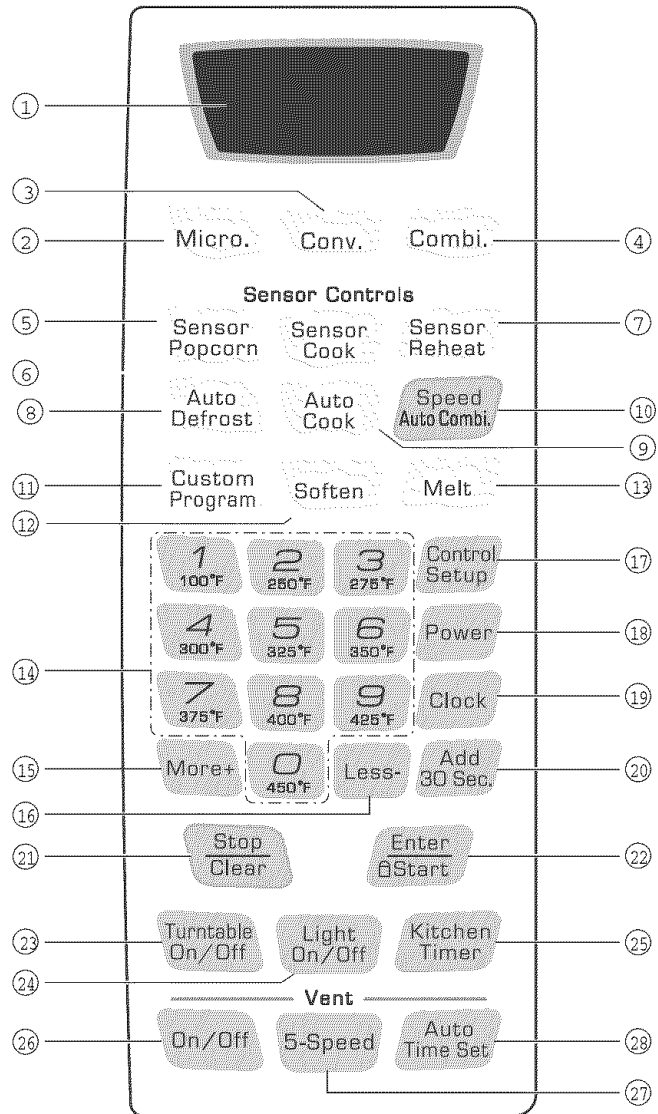 1
3
2 Micro. Conv. Combi. 4
Sensor Controls
5 Sensor Popcorn
Sensor Cook
Sensor Reheat 7
6
8 Auto Defrost
Auto Cook
Speed
Auto Combi. 10
9
11 Custom Program
Soften
Melt 13
12
1 100°F
2 250°F
3 275°F
Control Setup 17
4 300°F
5 325°F
6 350°F
Power 18
14
7 375°F
8 400°F
9 425°F
Clock 19
15 More+
0 450°F
Less-
Add 30 Sec. 20
16
21 Stop
Clear
Enter
Start 22
23 Turntable On/Off
Light On/Off
Kitchen Timer 25
24
Vent
26 On/Off
5-Speed
Auto Time Set 28
27